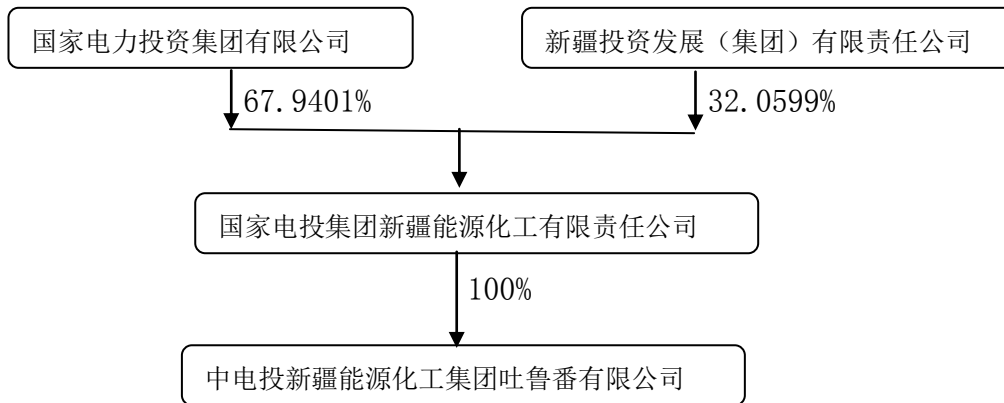 国家电力投资集团有限公司
新疆投资发展（集团）有限责任公司
67.9401%
32.0599%
国家电投集团新疆能源化工有限责任公司
100%
中电投新疆能源化工集团吐鲁番有限公司